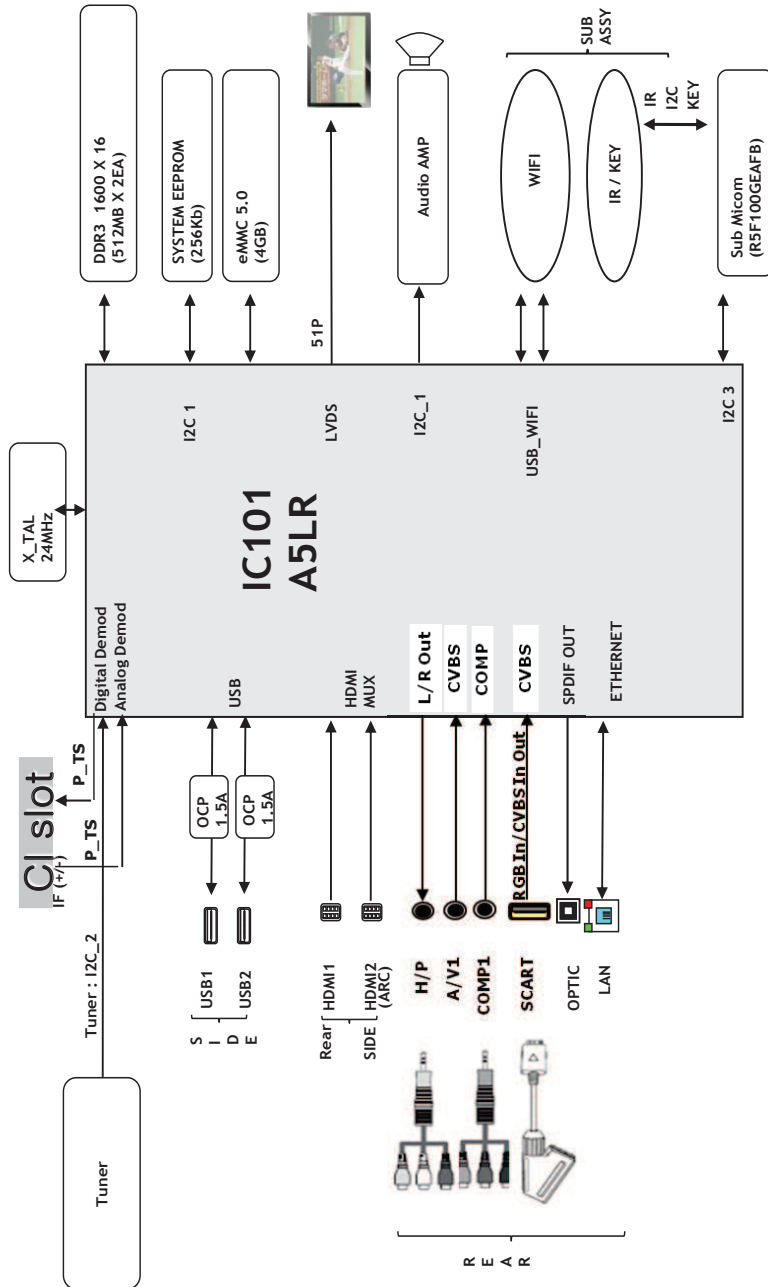 Tuner
Tuner : I2C_2
CI slot
IF (+/-)
P_TS
P_TS
Digital Demod
Analog Demod
X_TAL
24MHz
S I D E
USB1
USB2
OCP
1.5A
OCP
1.5A
USB
Rear
HDMI1
SIDE
HDMI2
(ARC)
HDMI
MUX
R E A R
H/P
L/R Out
A/V1
CVBS
COMP1
COMP
SCART
RGB In/CVBS In Out
CVBS
OPTIC
SPDIF OUT
LAN
ETHERNET
IC101
A5LR
I2C 1
LVDS
I2C_1
USB_WIFI
I2C 3
DDR3 1600 X 16
(512MB X 2EA)
SYSTEM EEPROM
(256Kb)
eMMC 5.0
(4GB)
51P
Audio AMP
WIFI
IR / KEY
SUB
ASSY
IR
I2C
KEY
Sub Micom
(R5F100GEAFB)